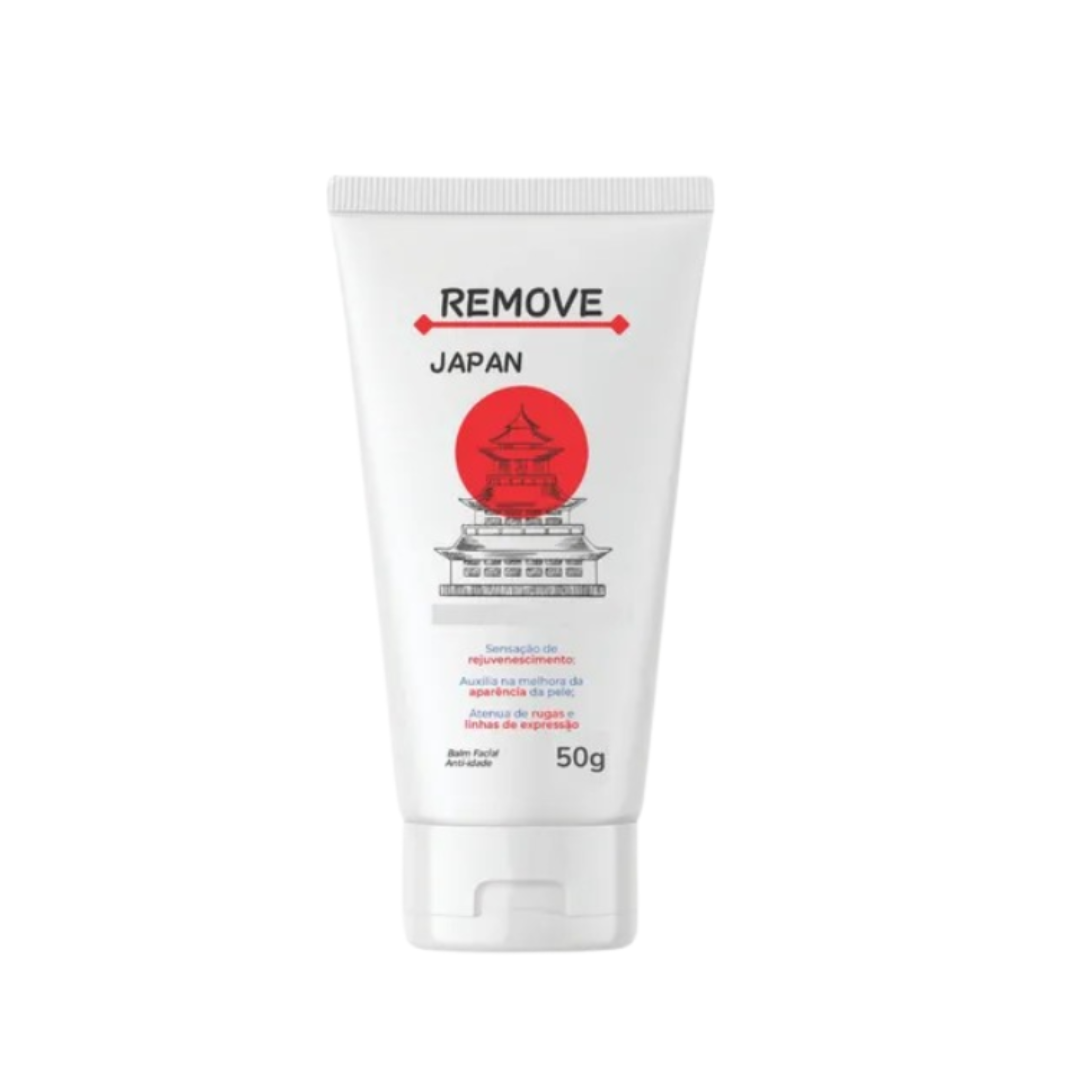 REMOVE
JAPAN
Sensação de
rejuvenescimento;
Auxilia na melhora da
aparência da pele;
Atenua de rugas e
linhas de expressão
Balm Facial
Anti-idade
50g